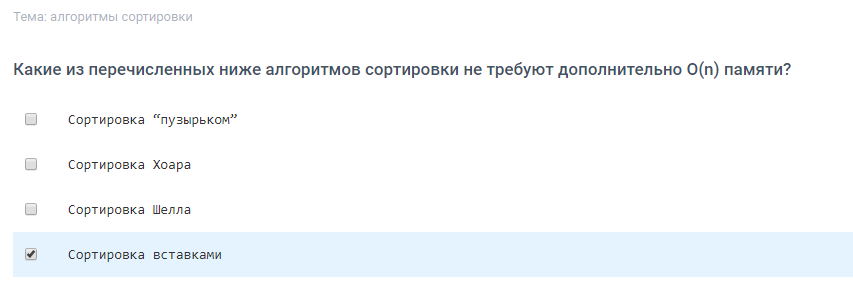 Тема: алгоритмы сортировки
Какие из перечисленных ниже алгоритмов сортировки не требуют дополнительно O(n) памяти?
Сортировка “пузырьком”
Сортировка Хоара
Сортировка Шелла
Сортировка вставками